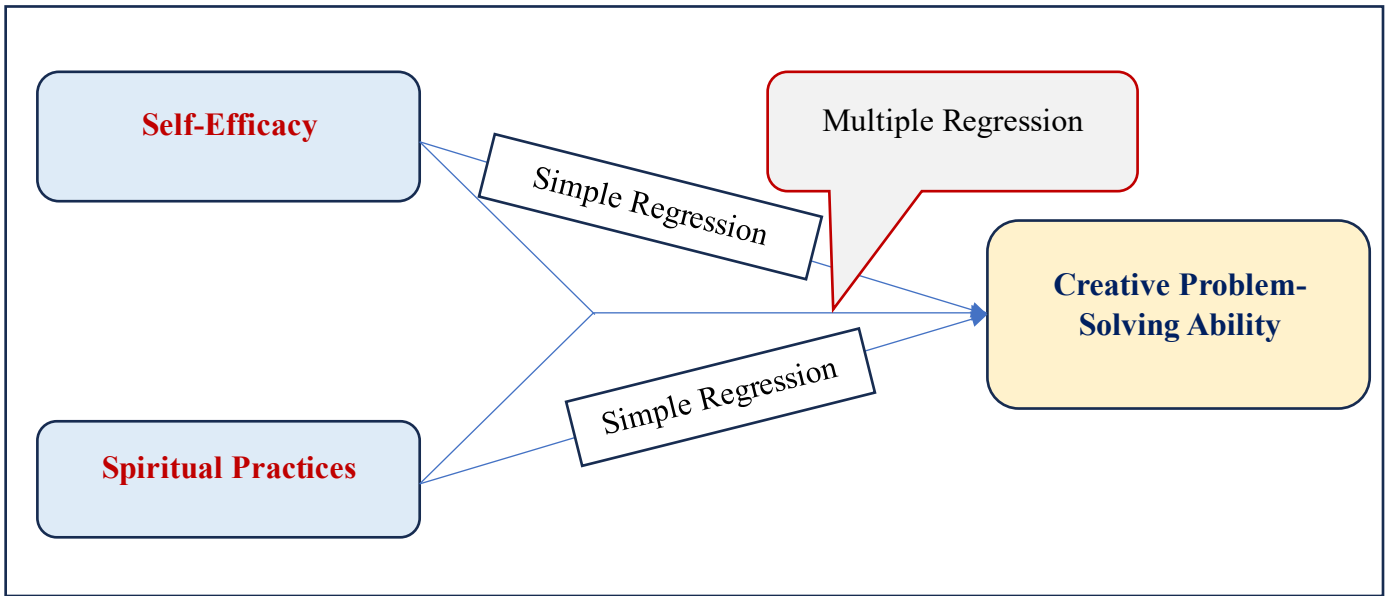 Self-Efficacy
Multiple Regression
Simple Regression
Creative Problem-
Solving Ability
Simple Regression
Spiritual Practices